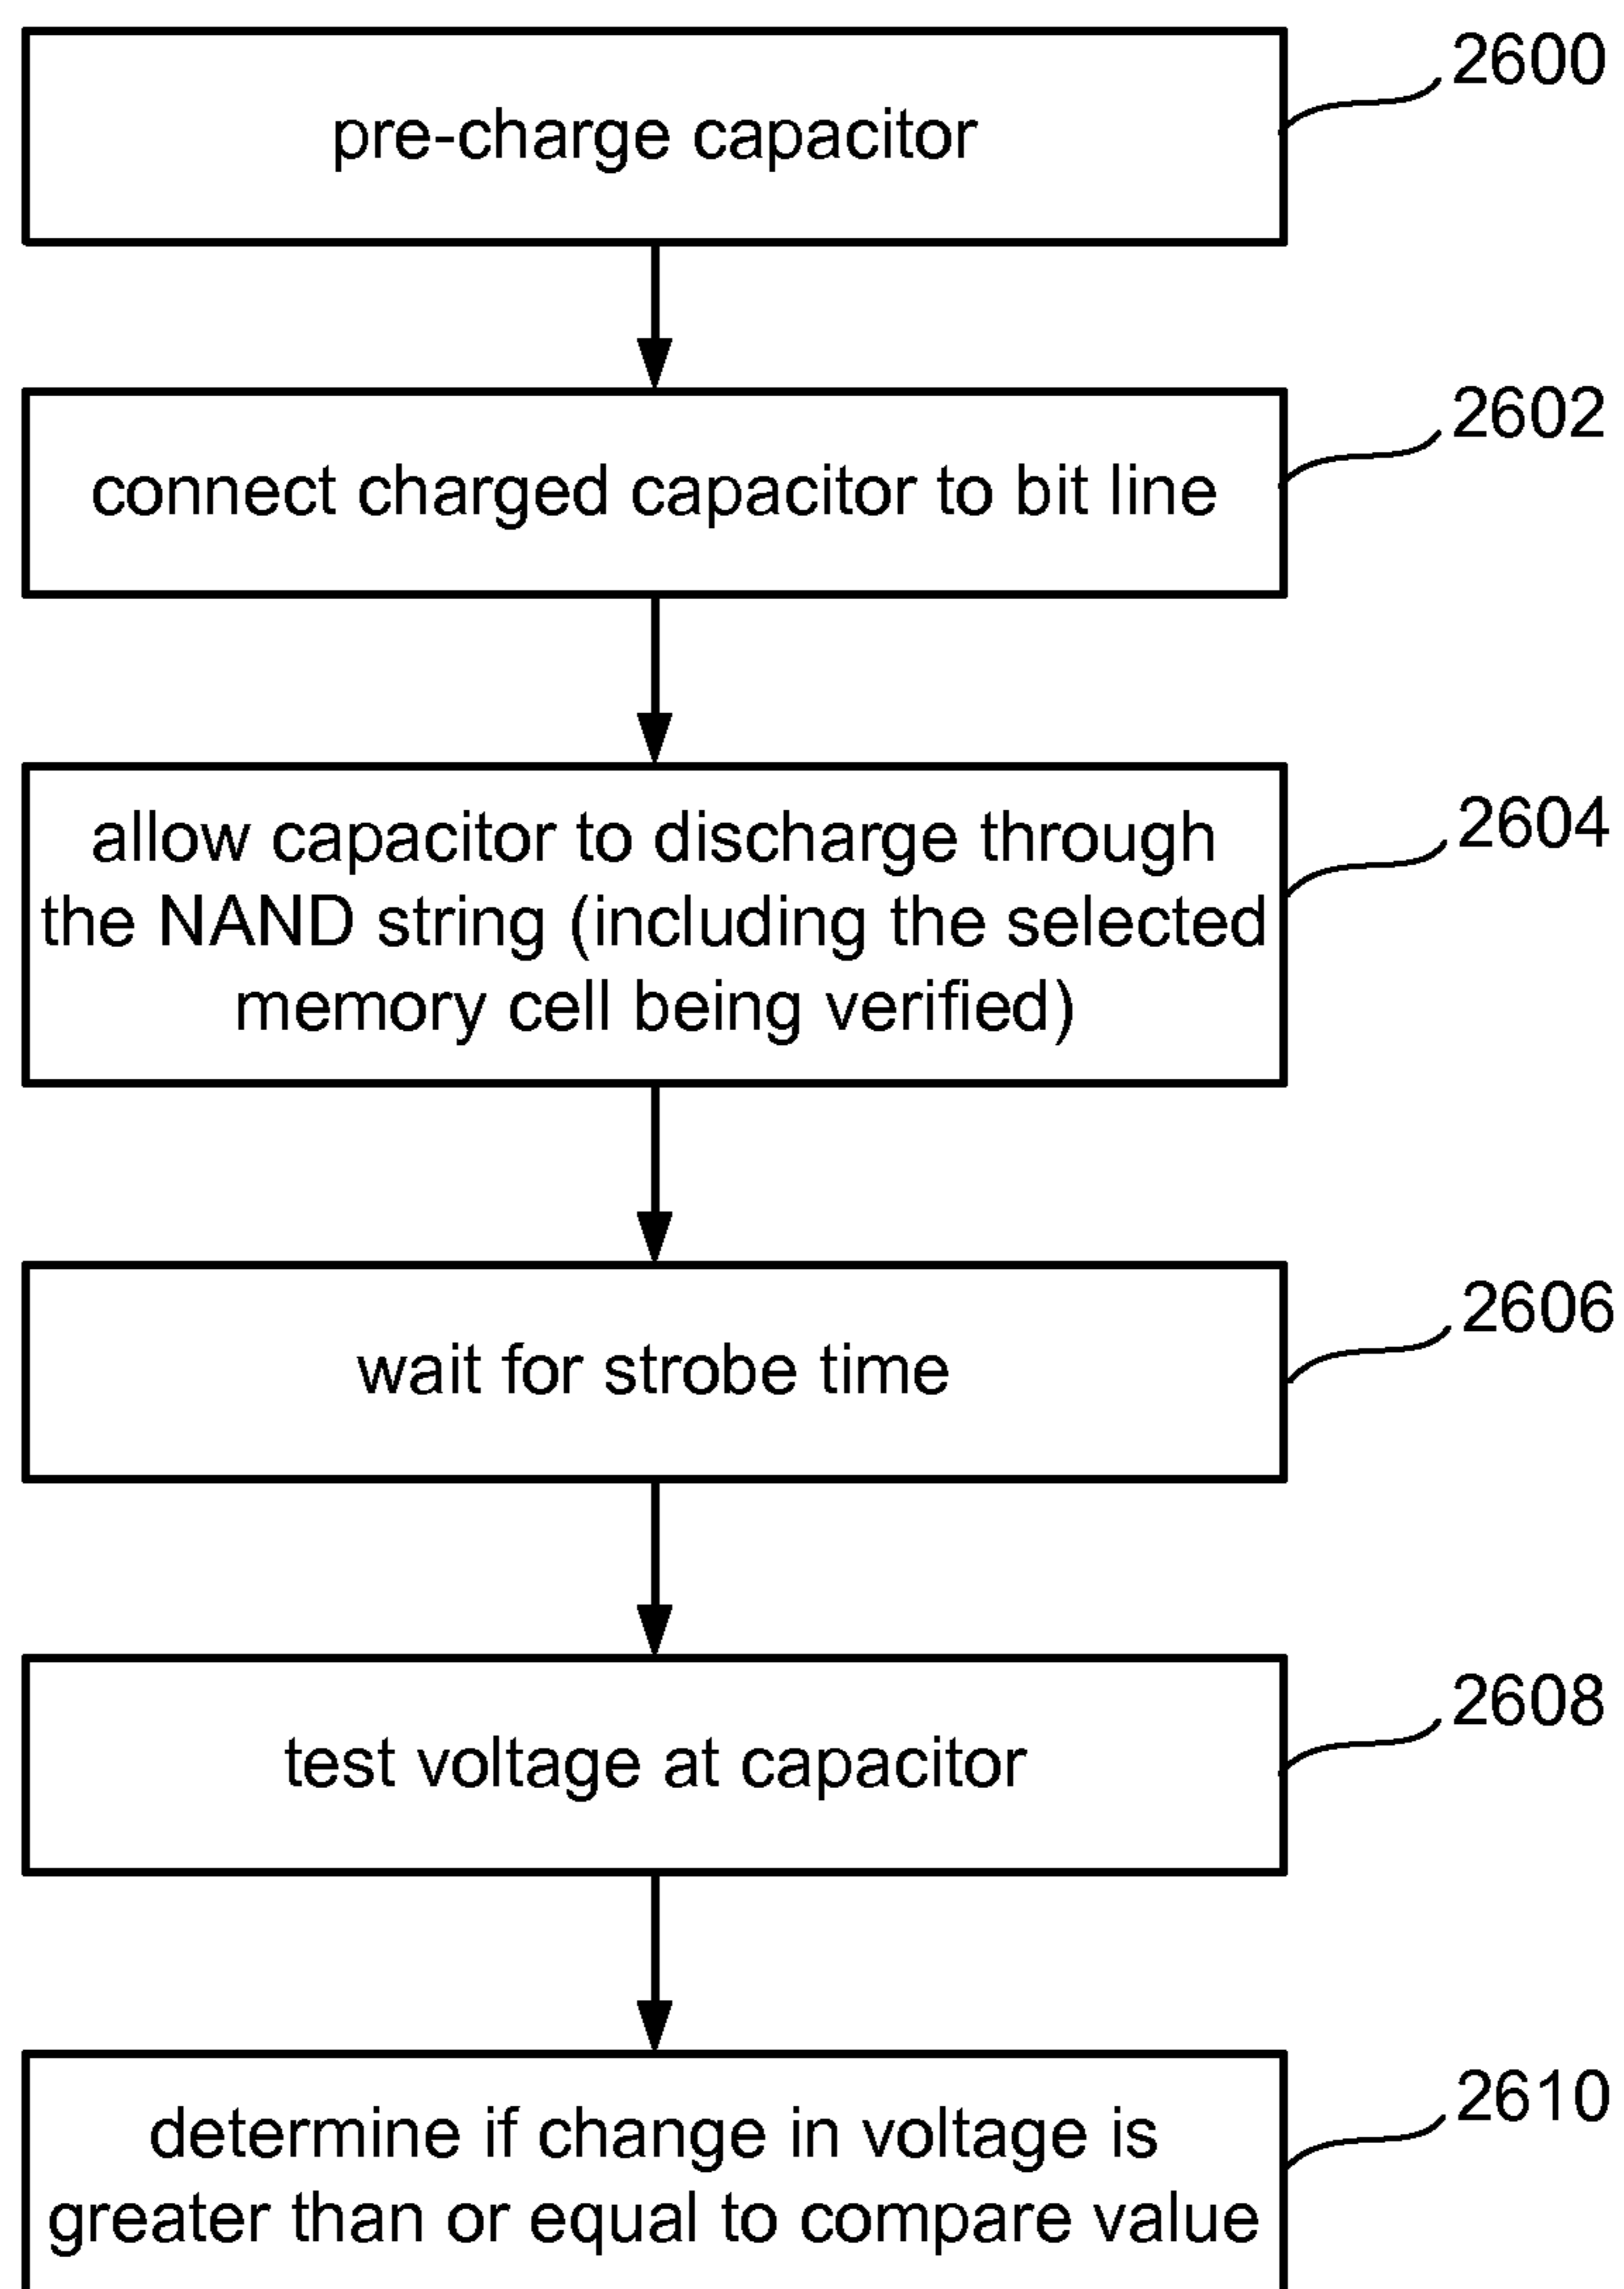 2600
pre-charge capacitor
2602
connect charged capacitor to bit line
2604
allow capacitor to discharge through
the NAND string (including the selected
memory cell being verified)
2606
wait for strobe time
2608
test voltage at capacitor
2610
determine if change in voltage is
greater than or equal to compare value